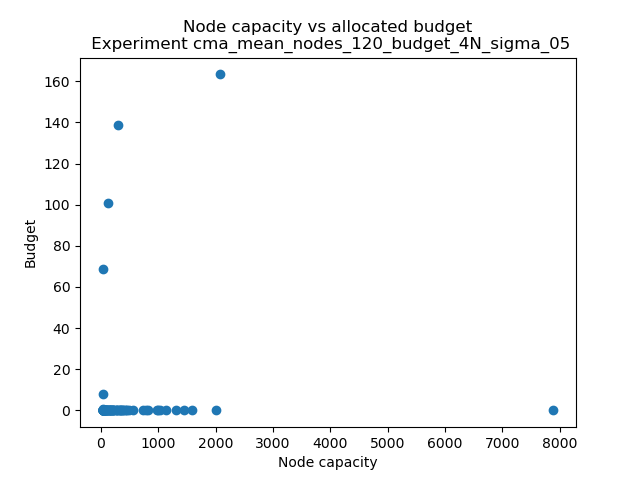 Node capacity vs allocated budget
Experiment cma_mean_nodes_120_budget_4N_sigma_05
160
140
120
100
80
60
40
20
0
Budget
0 1000 2000 3000 4000 5000 6000 7000 8000
Node capacity